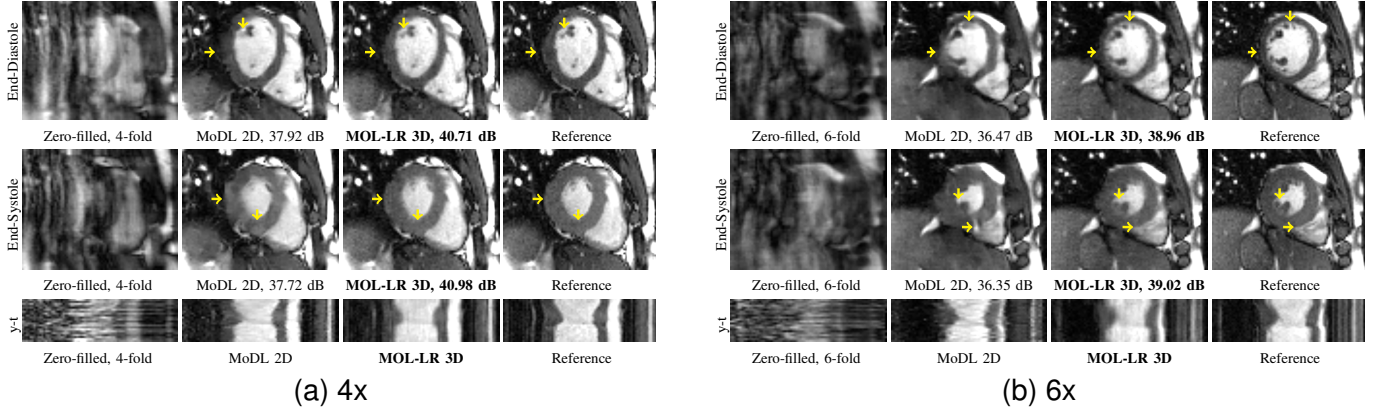 End-Diastole
Zero-filled, 4-fold
MoDL 2D, 37.92 dB
MOL-LR 3D, 40.71 dB
Reference
End-Systole
Zero-filled, 4-fold
MoDL 2D, 37.72 dB
MOL-LR 3D, 40.98 dB
Reference
y-t
Zero-filled, 4-fold
MoDL 2D
MOL-LR 3D
Reference
(a) 4x
End-Diastole
Zero-filled, 6-fold
MoDL 2D, 36.47 dB
MOL-LR 3D, 38.96 dB
Reference
End-Systole
Zero-filled, 6-fold
MoDL 2D, 36.35 dB
MOL-LR 3D, 39.02 dB
Reference
y-t
Zero-filled, 6-fold
MoDL 2D
MOL-LR 3D
Reference
(b) 6x